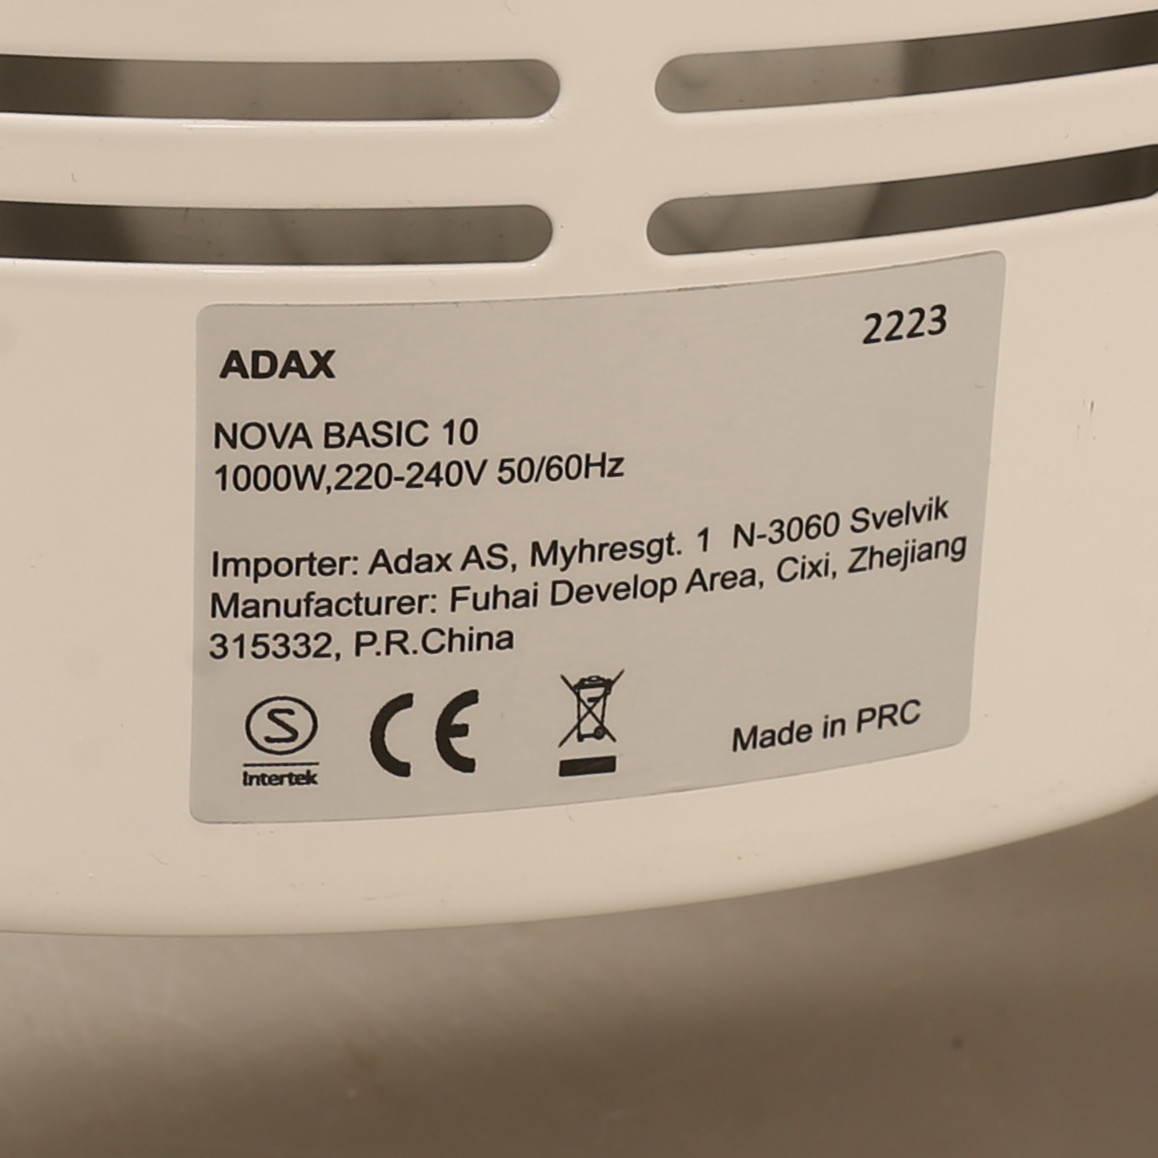 2223
ADAX
NOVA BASIC 10
1000W,220-240V 50/60Hz
Importer: Adax AS, Myhresgt. 1 N-3060 Svelvik
Manufacturer: Fuhai Develop Area, Cixi, Zhejiang
315332, P.R.China
S
Intertek
CE
Made in PRC